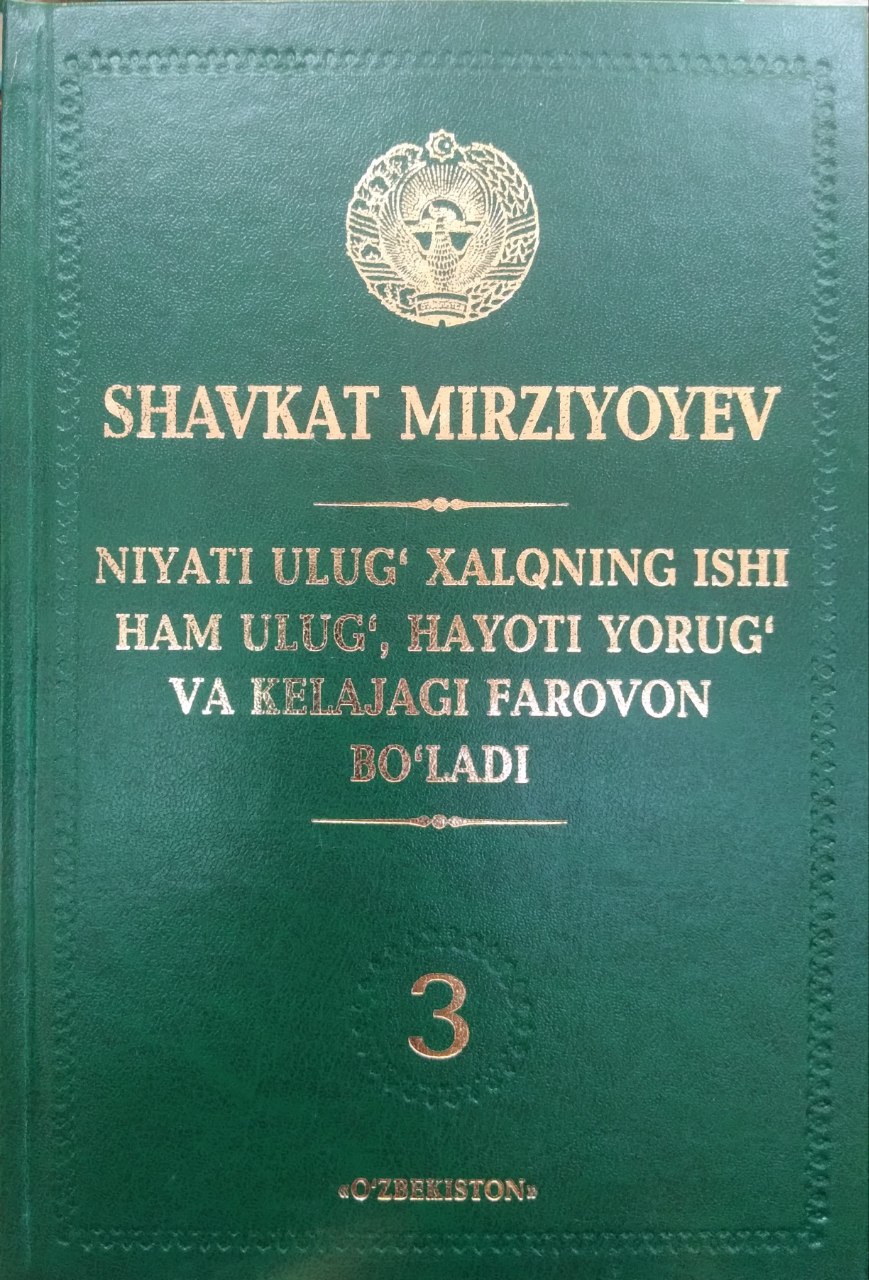 SHAVKAT MIRZIYOYEV
NIYATI ULUG‘ XALQNING ISHI
HAM ULUG‘, HAYOTI YORUG‘
VA KELAJAGI FAROVON
BO‘LADI
3
«O‘ZBEKISTON»